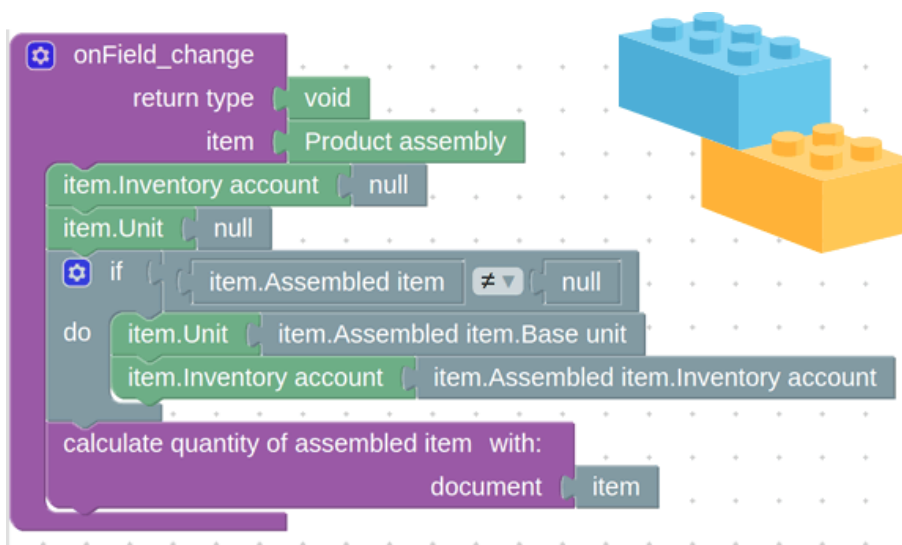 onField_change
return type void
item Product assembly
item.Inventory account null
item.Unit null
if item.Assembled item ≠ ▾ null
do item.Unit item.Assembled item.Base unit
item.Inventory account item.Assembled item.Inventory account
calculate quantity of assembled item with:
document item